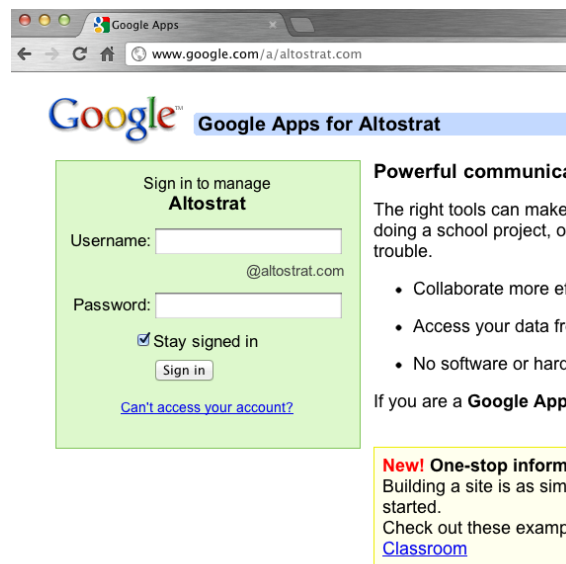 Google Apps
www.google.com/a/altostrat.com
Google™
Google Apps for Altostrat
Sign in to manage
Altostrat
Username:
@altostrat.com
Password:
Stay signed in
Sign in
Can't access your account?
Powerful communica
The right tools can make
doing a school project, o
trouble.
Collaborate more ef
Access your data fr
No software or hard
If you are a Google App
New! One-stop inform
Building a site is as sim
started.
Check out these examp
Classroom